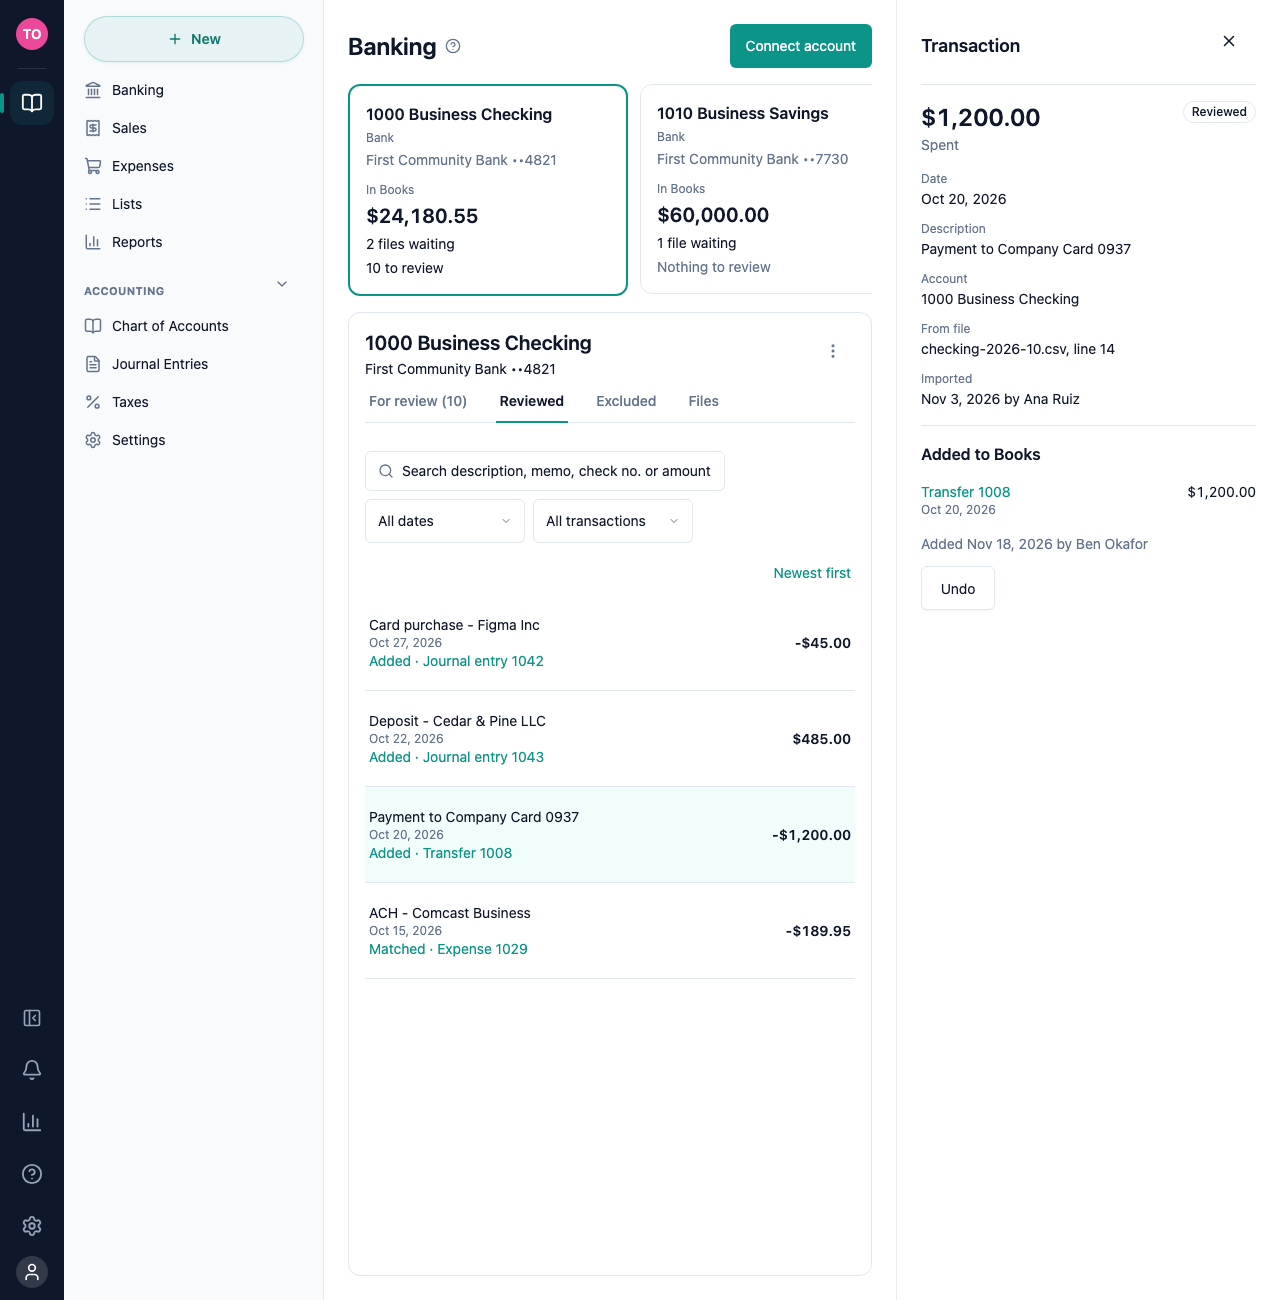 TO
New
Banking
Sales
Expenses
Lists
Reports
ACCOUNTING
Chart of Accounts
Journal Entries
Taxes
Settings
Banking
Connect account
1000 Business Checking
Bank
First Community Bank ••4821
In Books
$24,180.55
2 files waiting
10 to review
1010 Business Savings
Bank
First Community Bank ••7730
In Books
$60,000.00
1 file waiting
Nothing to review
1000 Business Checking
First Community Bank ••4821
For review (10)
Reviewed
Excluded
Files
Search description, memo, check no. or amount
All dates
All transactions
Newest first
Card purchase - Figma Inc
Oct 27, 2026
Added · Journal entry 1042
-$45.00
Deposit - Cedar & Pine LLC
Oct 22, 2026
Added · Journal entry 1043
$485.00
Payment to Company Card 0937
Oct 20, 2026
Added · Transfer 1008
-$1,200.00
ACH - Comcast Business
Oct 15, 2026
Matched · Expense 1029
-$189.95
Transaction
$1,200.00
Reviewed
Spent
Date
Oct 20, 2026
Description
Payment to Company Card 0937
Account
1000 Business Checking
From file
checking-2026-10.csv, line 14
Imported
Nov 3, 2026 by Ana Ruiz
Added to Books
Transfer 1008
$1,200.00
Oct 20, 2026
Added Nov 18, 2026 by Ben Okafor
Undo